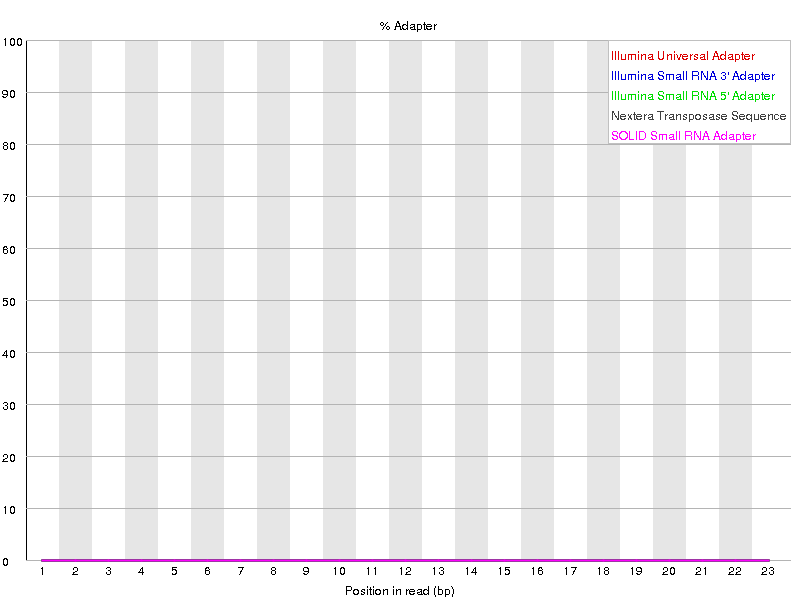 % Adapter
100
Illumina Universal Adapter
Illumina Small RNA 3' Adapter
90
Illumina Small RNA 5' Adapter
Nextera Transposase Sequence
SOLID Small RNA Adapter
80
70
60
50
40
30
20
10
0
1 2 3 4 5 6 7 8 9 10 11 12 13 14 15 16 17 18 19 20 21 22 23
Position in read (bp)